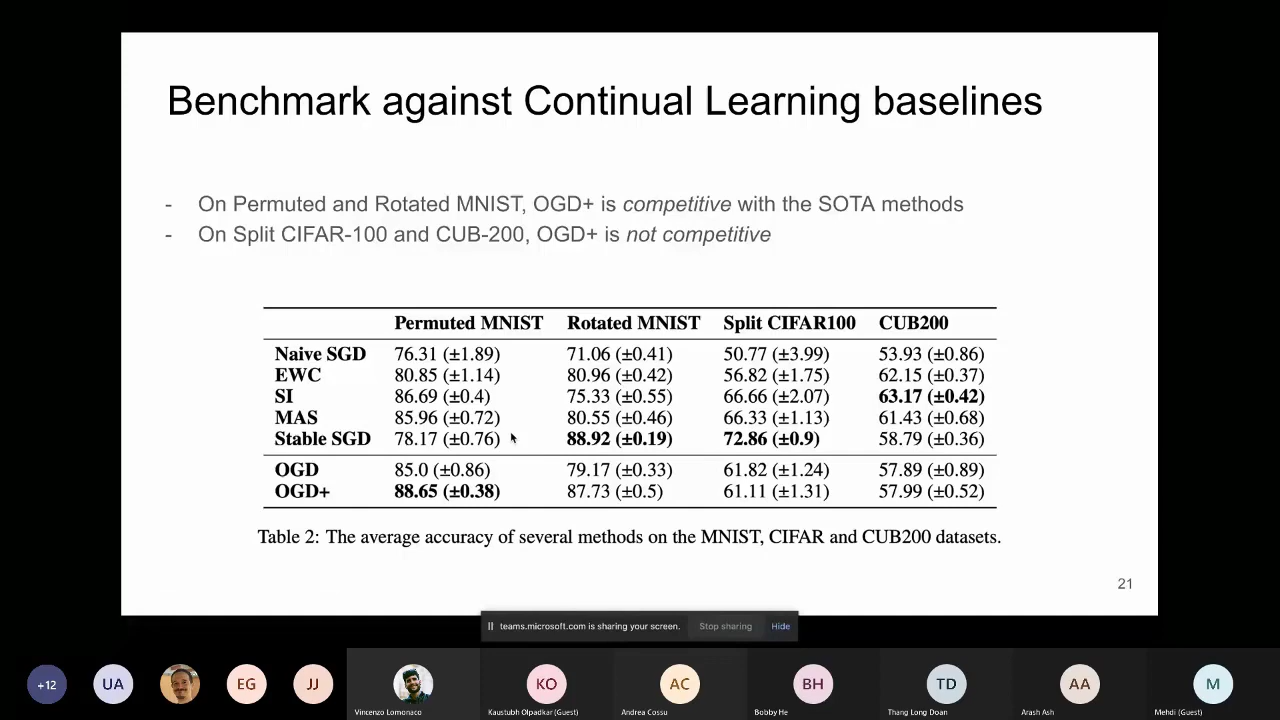 Benchmark against Continual Learning baselines
- On Permuted and Rotated MNIST, OGD+ is competitive with the SOTA methods
- On Split CIFAR-100 and CUB-200, OGD+ is not competitive
Permuted MNIST Rotated MNIST Split CIFAR100 CUB200
Naive SGD 76.31 (±1.89) 71.06 (±0.41) 50.77 (±3.99) 53.93 (±0.86)
EWC 80.85 (±1.14) 80.96 (±0.42) 56.82 (±1.75) 62.15 (±0.37)
SI 86.69 (±0.4) 75.33 (±0.55) 66.66 (±2.07) 63.17 (±0.42)
MAS 85.96 (±0.72) 80.55 (±0.46) 66.33 (±1.13) 61.43 (±0.68)
Stable SGD 78.17 (±0.76) 88.92 (±0.19) 72.86 (±0.9) 58.79 (±0.36)
OGD 85.0 (±0.86) 79.17 (±0.33) 61.82 (±1.24) 57.89 (±0.89)
OGD+ 88.65 (±0.38) 87.73 (±0.5) 61.11 (±1.31) 57.99 (±0.52)
Table 2: The average accuracy of several methods on the MNIST, CIFAR and CUB200 datasets.
21
teams.microsoft.com is sharing your screen. Stop sharing Hide
+12 UA EG JJ KO AC BH TD AA M
Vincenzo Lomonaco Kaustubh Olpadkar (Guest) Andrea Cossu Bobby He Thang Long Doan Arash Ash Mehdi (Guest)